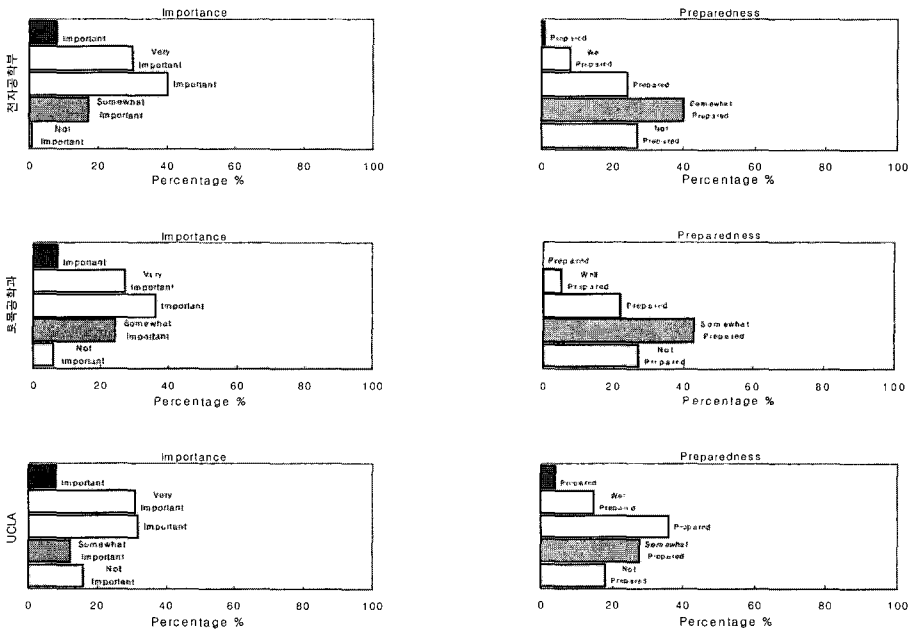 Importance
전자공학부
Important
Very
Important
Important
Somewhat
Important
Not
Important
0 20 40 60 80 100
Percentage %
Preparedness
Prepared
We
Prepared
Prepared
Somewhat
Prepared
Not
Prepared
0 20 40 60 80 100
Percentage %
Importance
토목공학과
Important
Very
Important
Important
Somewhat
Important
Not
Important
0 20 40 60 80 100
Percentage %
Preparedness
Prepared
Well
Prepared
Prepared
Somewhat
Prepared
Not
Prepared
0 20 40 60 80 100
Percentage %
Importance
UCLA
Important
Very
Important
Important
Somewhat
Important
Not
Important
0 20 40 60 80 100
Percentage %
Preparedness
Prepared
Wel
Prepared
Prepared
Somewhat
Prepared
Not
Prepared
0 20 40 60 80 100
Percentage %